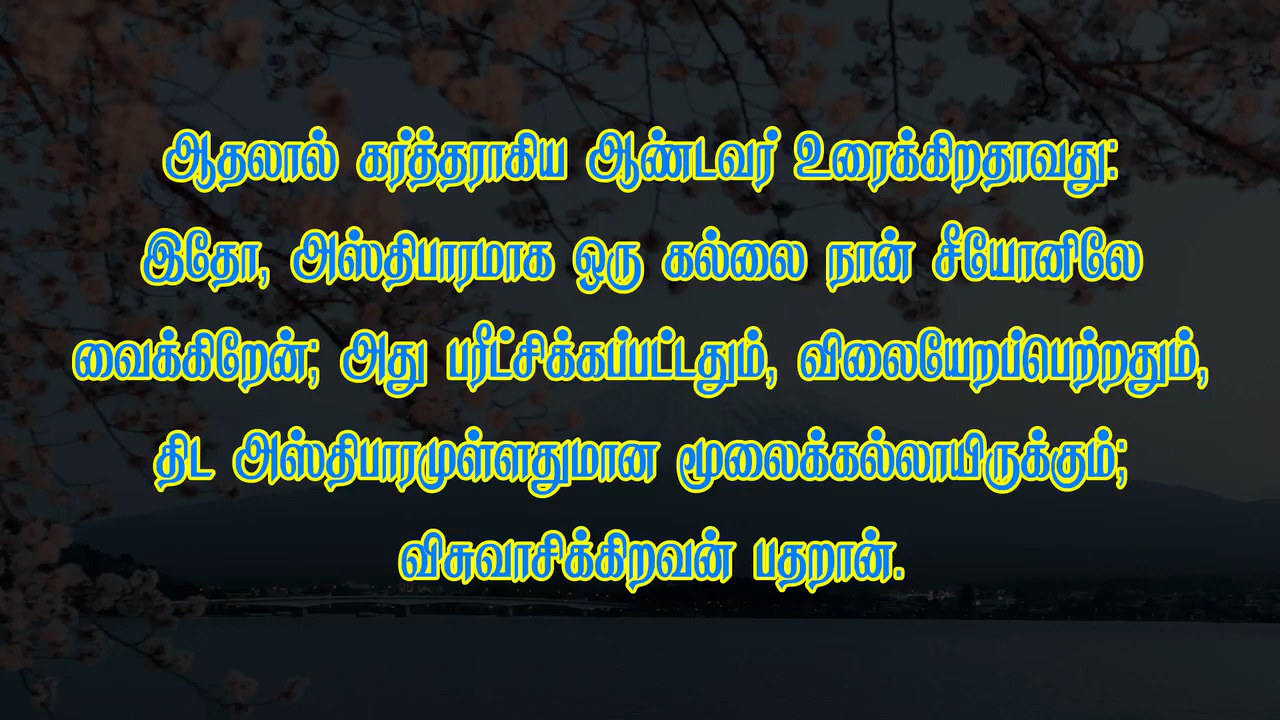 ஆதலால் கர்த்தராகிய ஆண்டவர் உரைக்கிறதாவது:
இதோ, அஸ்திபாரமாக ஒரு கல்லை நான் சீயோனிலே
வைக்கிறேன்; அது பரீட்சிக்கப்பட்டதும், விலையேறப்பெற்றதும்,
திட அஸ்திபாரமுள்ளதுமான மூலைக்கல்லாயிருக்கும்;
விசுவாசிக்கிறவன் பதறான்.